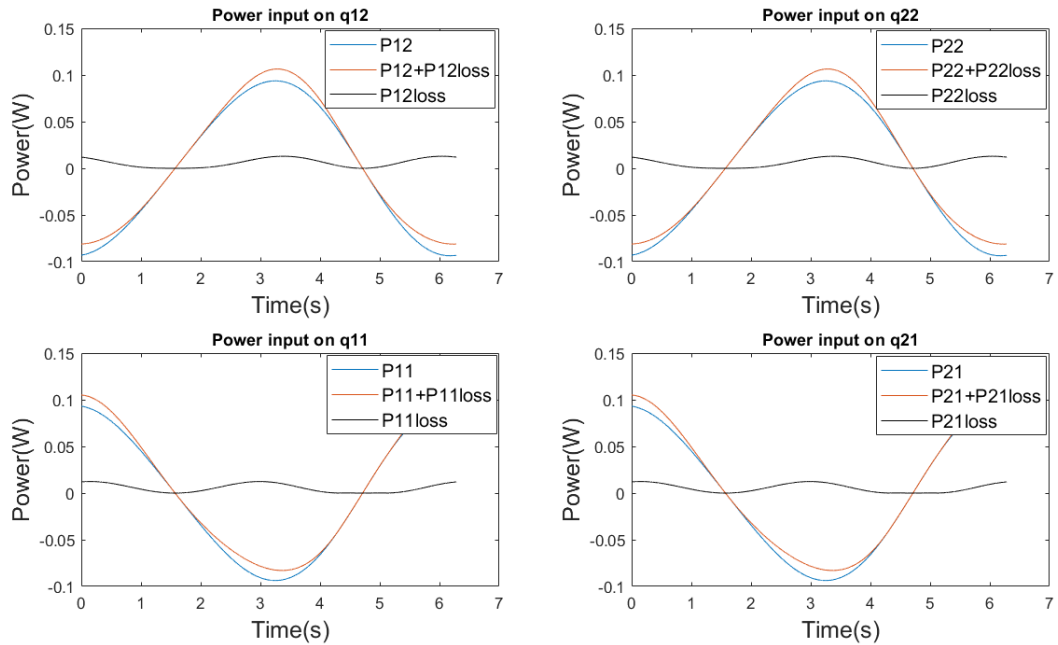 Power input on q12
0.15
0.1
0.05
0
-0.05
-0.1
Power(W)
P12
P12+P12loss
P12loss
0 1 2 3 4 5 6 7
Time(s)
Power input on q22
0.15
0.1
0.05
0
-0.05
-0.1
Power(W)
P22
P22+P22loss
P22loss
0 1 2 3 4 5 6 7
Time(s)
Power input on q11
0.15
0.1
0.05
0
-0.05
-0.1
Power(W)
P11
P11+P11loss
P11loss
0 1 2 3 4 5 6 7
Time(s)
Power input on q21
0.15
0.1
0.05
0
-0.05
-0.1
Power(W)
P21
P21+P21loss
P21loss
0 1 2 3 4 5 6 7
Time(s)